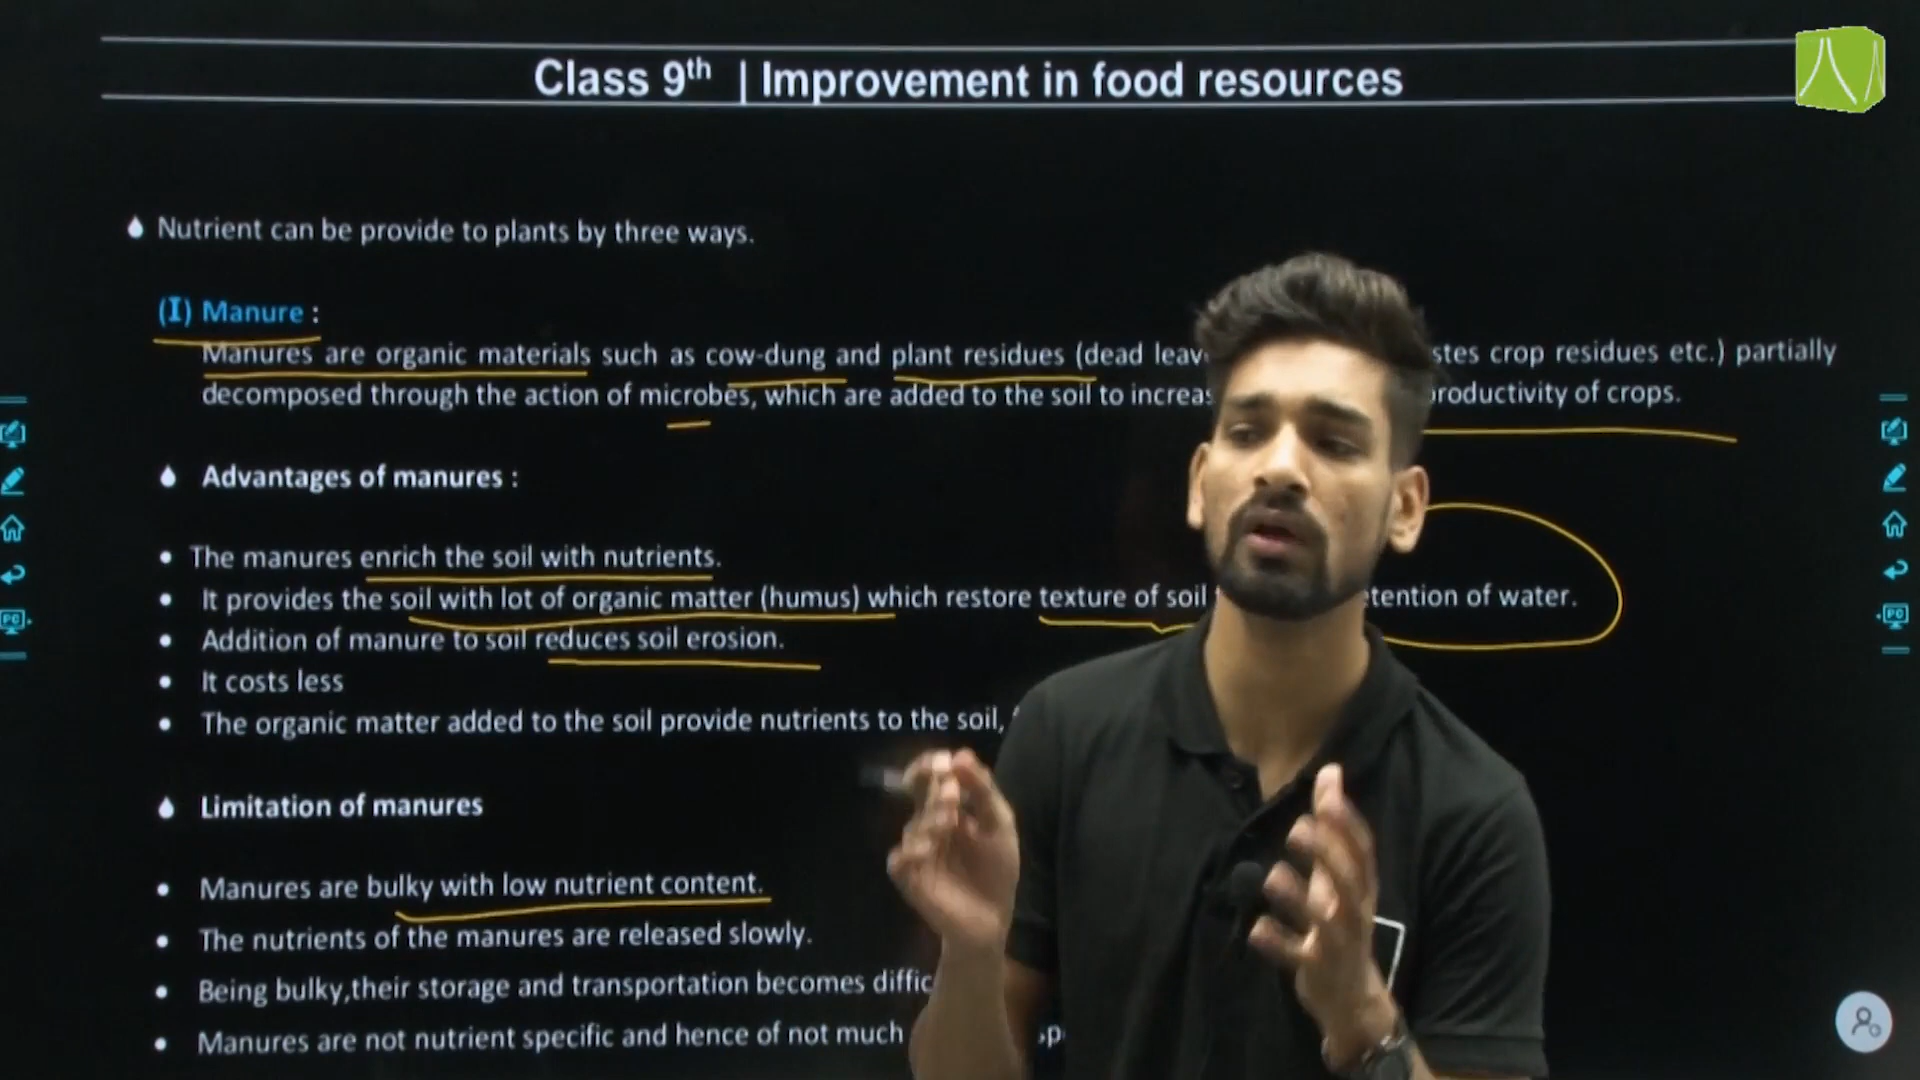 Class 9th | Improvement in food resources
Nutrient can be provide to plants by three ways.
(I) Manure :
Manures are organic materials such as cow-dung and plant residues (dead crop residues etc.) partially
decomposed through the action of microbes, which are added to the soil to productivity of crops.
Advantages of manures :
• The manures enrich the soil with nutrients.
• It provides the soil with lot of organic matter (humus) which restore texture of soil of water.
• Addition of manure to soil reduces soil erosion.
• It costs less
• The organic matter added to the soil provide nutrients to the soil,
Limitation of manures
• Manures are bulky with low nutrient content.
• The nutrients of the manures are released slowly.
• Being bulky,their storage and transportation becomes
• Manures are not nutrient specific and hence of not much
PC
PC